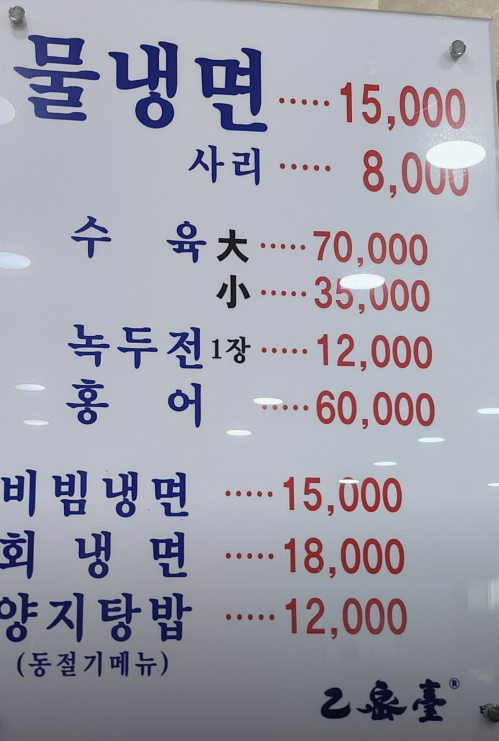 물냉면 ····· 15,000
사리 ····· 8,000
수 육 大 ····· 70,000
小 ····· 35,000
녹두전 1장 ····· 12,000
홍 어 ····· 60,000
비빔냉면 ····· 15,000
회 냉 면 ····· 18,000
양지탕밥 ····· 12,000
(동절기메뉴)
乙密臺®